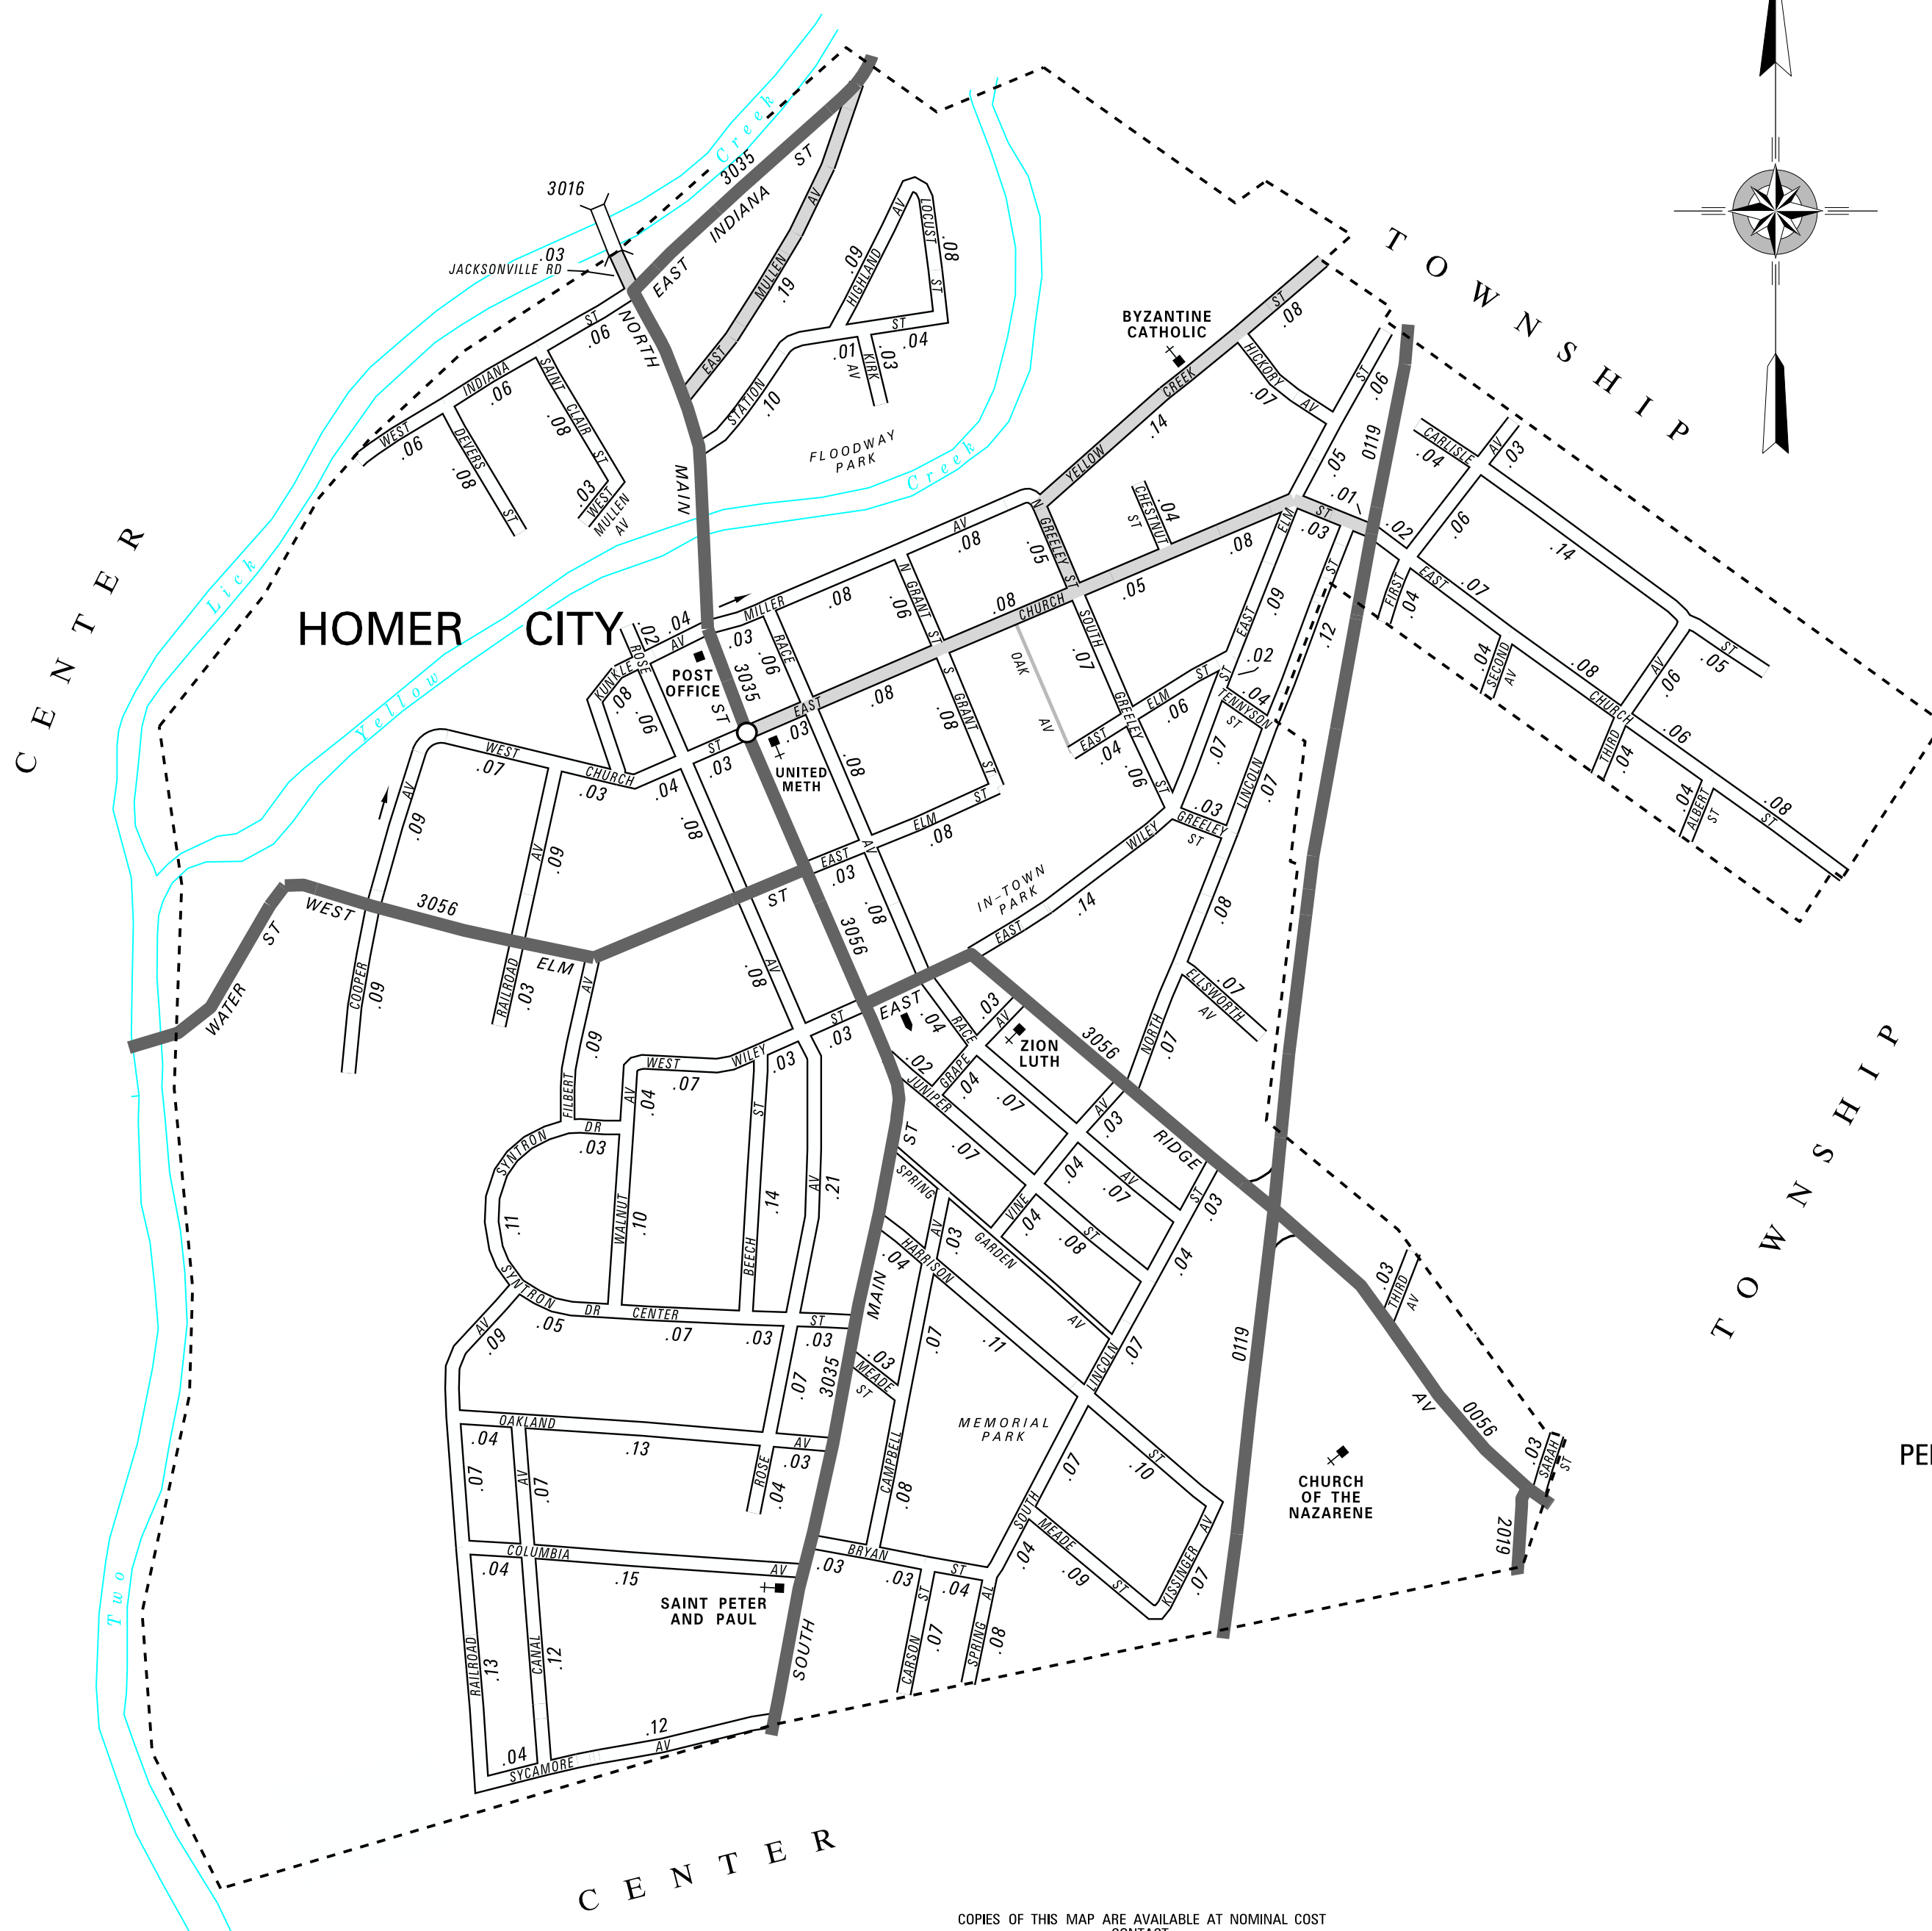 Creek
3016
3035
ST
INDIANA
EAST
.03
JACKSONVILLE RD
MULLEN AV
EAST
.19
.09
HIGHLAND AV
LOCUST ST
.08
ST
.04
.01
KIRK AV
.03
STATION
.10
NORTH
MAIN
ST
.06
INDIANA
.06
WEST
.06
DEVERS ST
.08
SAINT CLAIR ST
.08
.03
WEST
MULLEN
AV
FLOODWAY
PARK
Creek
BYZANTINE
CATHOLIC
TOWNSHIP
ST
.08
HICKORY AV
.07
CREEK
YELLOW
.14
ST
.06
.05
0119
.01
CARLISLE
.04
AV
.03
.06
.14
ST
.05
CHESTNUT
ST
.04
.08
ELM
ST
.03
.02
EAST
.07
FIRST
.04
SECOND
AV
.04
.08
CHURCH
AV
.06
THIRD
.04
.06
ALBERT
ST
.04
.08
ST
CENTER
Lick
HOMER CITY
Yellow
AV
.08
N GREELEY ST
.05
N GRANT ST
.06
.08
MILLER
.04
.03
.02
ROSE
AV
KUNKLE
.08
.06
POST
OFFICE
3035
ST
RACE
.06
.08
CHURCH
.05
EAST
.08
.03
UNITED
METH
S GRANT ST
.08
OAK AV
SOUTH
GREELEY
ST
.07
.06
EAST
.09
.12
ST
.02
.04
TENNYSON
ST
ELM
ST
.06
EAST
.04
.07
LINCOLN
.07
.03
GREELEY
ST
WEST
.07
CHURCH
.03
.04
ST
.03
AV
.09
AV
.09
.08
.08
AV
ELM
ST
.08
EAST
.03
WILEY
IN-TOWN
PARK
.14
EAST
.08
WEST
3056
ST
WATER
ELM
ST
COOPER
.09
RAILROAD
.03
AV
.09
FILBERT
AV
.08
3056
.08
EAST
ST
.03
.04
RACE
.03
AV
ZION
LUTH
3056
NORTH
.07
ELLSWORTH
AV
.07
TOWNSHIP
WEST
.07
WILEY
.03
.02
JUNIPER
GRAPE
.04
.07
AV
.03
RIDGE
AV
.04
.07
ST
.03
SYNTRON
DR
.03
AV
.04
ST
.11
WALNUT
.10
BEECH
.14
AV
.21
ST
SPRING
.07
VINE
.04
ST
.08
.04
AV
.03
HARRISON
.04
GARDEN
AV
SYNTRON
DR
.05
CENTER
.07
.03
ST
.03
MAIN
3035
.07
.03
MEADE
ST
.07
.11
LINCOLN
.07
0119
.03
THIRD
AV
AV
0056
.03
SARAH
ST
2019
AV
.09
OAKLAND
.04
.13
AV
.03
.07
AV
.07
ROSE
.04
CAMPBELL
.08
MEMORIAL
PARK
.07
ST
.10
SOUTH
.04
MEADE
.09
ST
KISSINGER AV
.07
CHURCH
OF THE
NAZARENE
PE
COLUMBIA
.04
.15
AV
BRYAN
.03
.03
ST
.04
SAINT PETER
AND PAUL
SOUTH
CARSON
ST
.07
SPRING
AL
.08
Two
RAILROAD
.13
CANAL
.12
.12
.04
SYCAMORE
AV
CENTER
COPIES OF THIS MAP ARE AVAILABLE AT NOMINAL COST